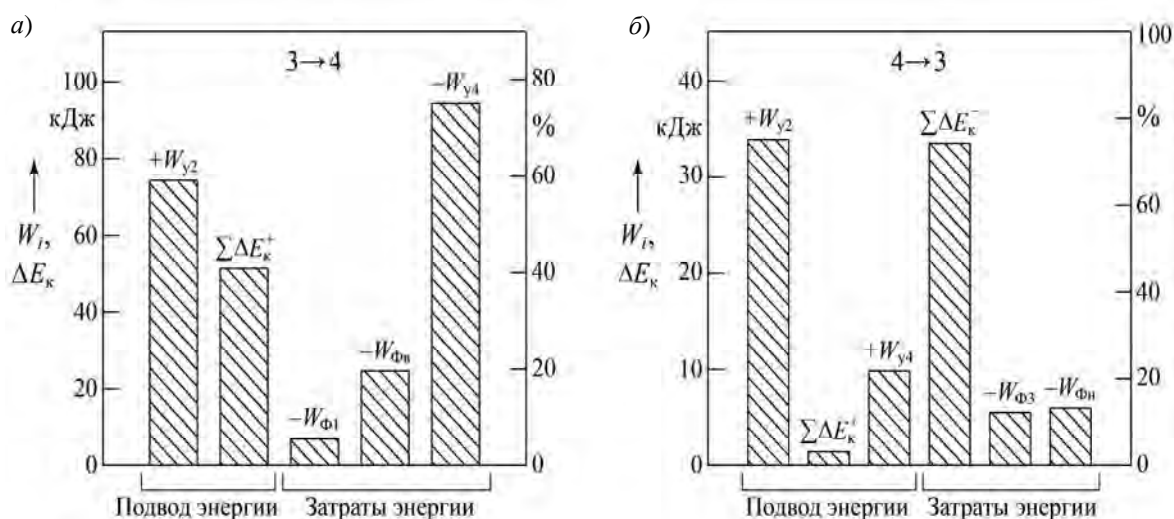 а)
3→4
100
кДж
80
60
40
20
0
W_i,
ΔE_к
+W_у2
∑ΔE_к^+
−W_Ф1
−W_Фв
−W_у4
80
%
60
40
20
0
Подвод энергии
Затраты энергии
б)
4→3
40
кДж
30
20
10
0
W_i,
ΔE_к
+W_у2
∑ΔE_к^+
+W_у4
∑ΔE_к^−
−W_Ф3
−W_Фн
100
%
80
60
40
20
0
Подвод энергии
Затраты энергии